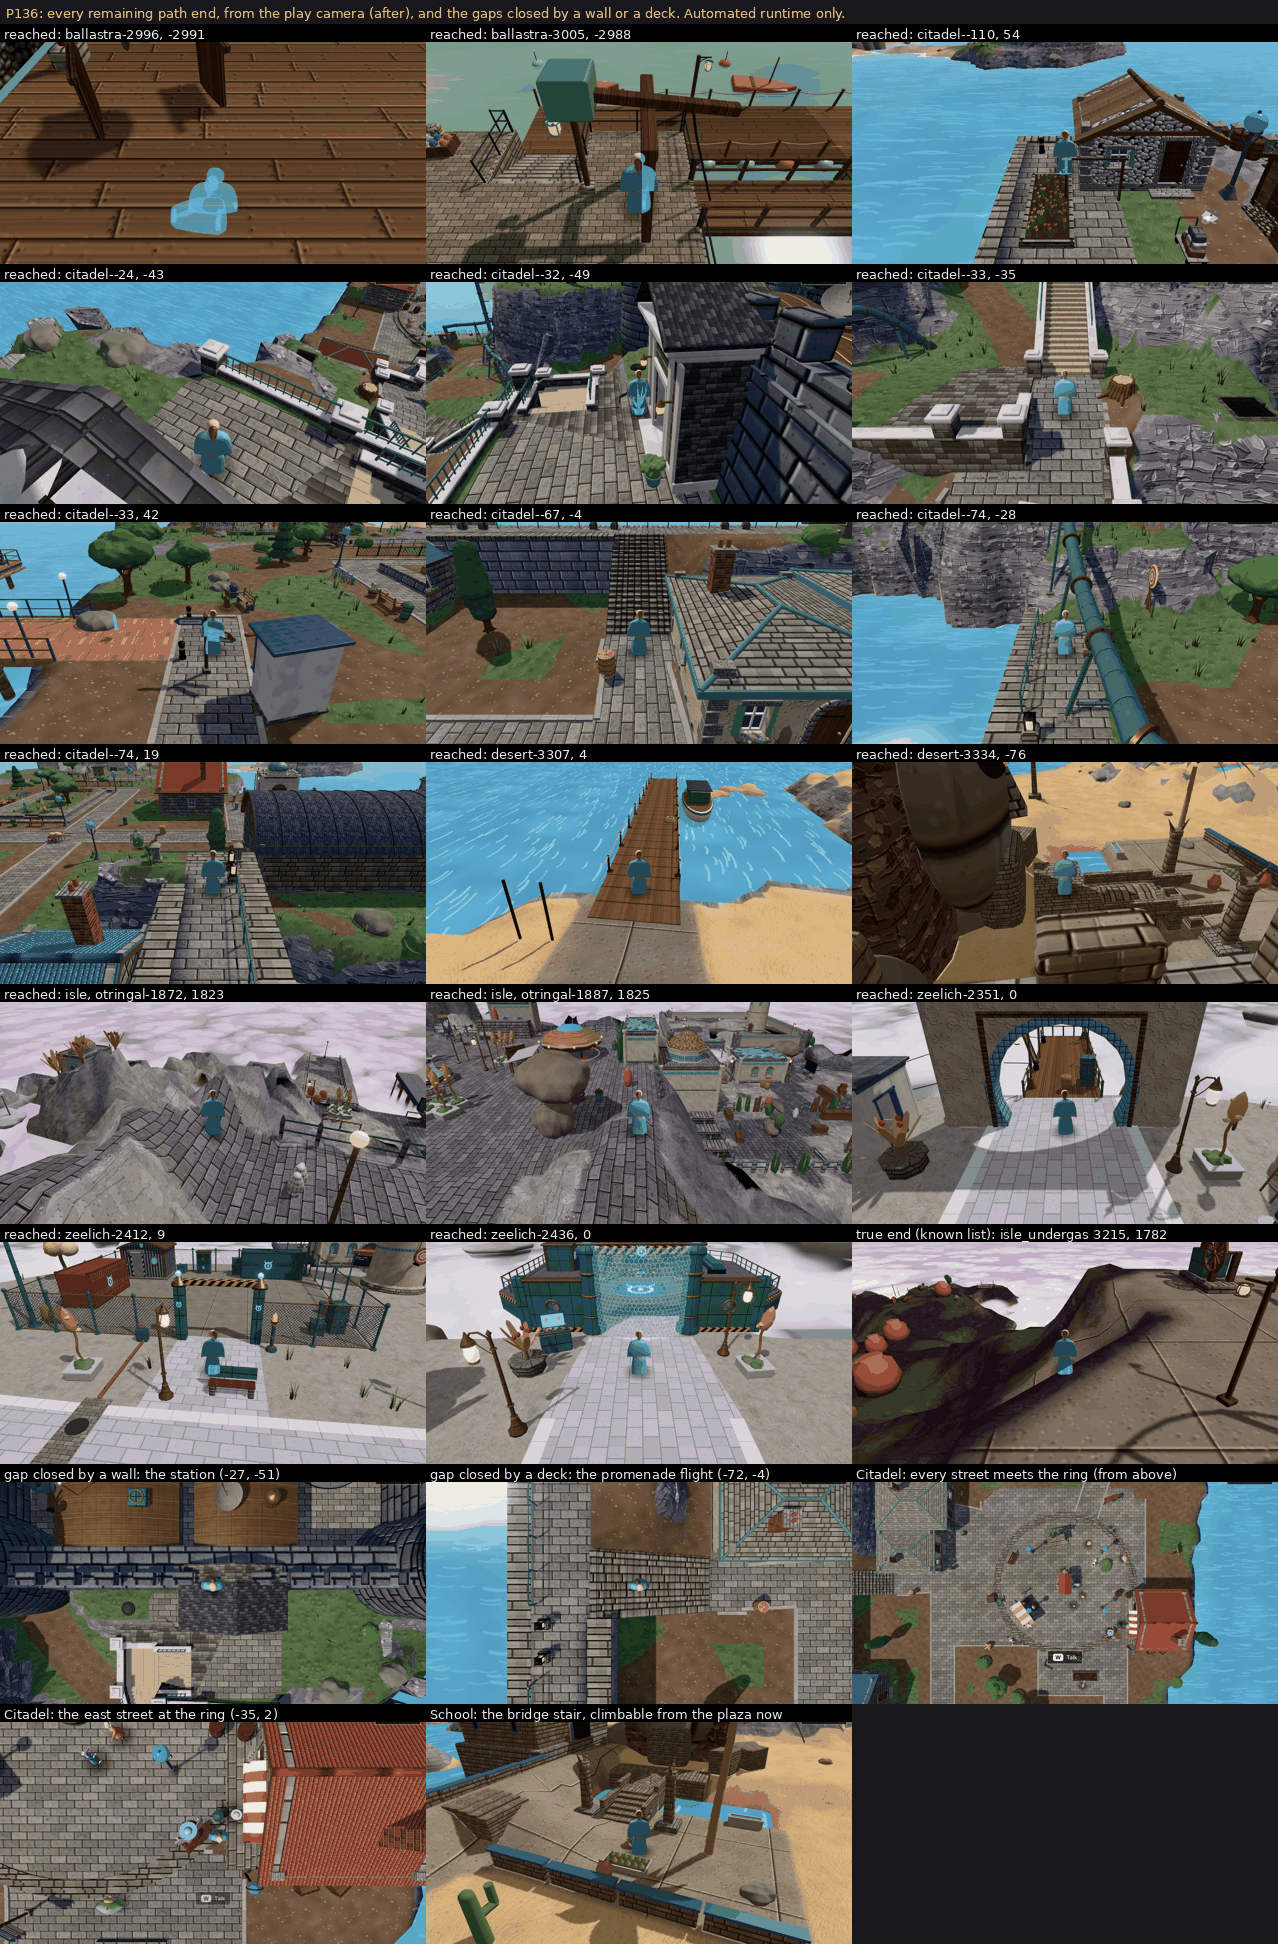 P136: every remaining path end, from the play camera (after), and the gaps closed by a wall or a deck. Automated runtime only.
reached: ballastra-2996, -2991
reached: ballastra-3005, -2988
reached: citadel--110, 54
reached: citadel--24, -43
reached: citadel--32, -49
reached: citadel--33, -35
reached: citadel--33, 42
reached: citadel--67, -4
reached: citadel--74, -28
reached: citadel--74, 19
reached: desert-3307, 4
reached: desert-3334, -76
reached: isle, otringal-1872, 1823
reached: isle, otringal-1887, 1825
reached: zeelich-2351, 0
reached: zeelich-2412, 9
reached: zeelich-2436, 0
true end (known list): isle_undergas 3215, 1782
gap closed by a wall: the station (-27, -51)
gap closed by a deck: the promenade flight (-72, -4)
Citadel: every street meets the ring (from above)
W Talk
Citadel: the east street at the ring (-35, 2)
School: the bridge stair, climbable from the plaza now
W Talk